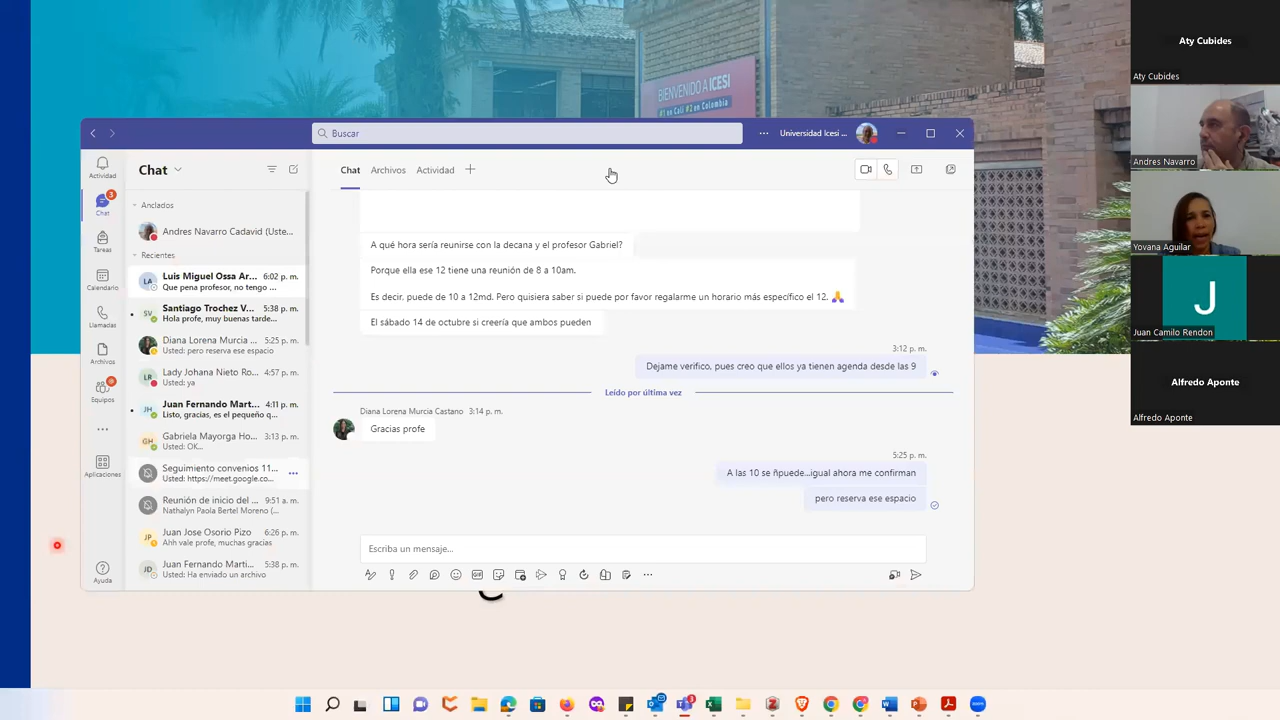 BIENVENIDO A ICESI
#1 en Cali #2 en Colombia
Buscar
Universidad Icesi ...
Actividad
Chat
Tareas
Calendario
Llamadas
Archivos
Equipos
Aplicaciones
Ayuda
Chat
Anclados
Andres Navarro Cadavid (Uste...
Recientes
Luis Miguel Ossa Ar... 6:02 p. m.
Que pena profesor, no tengo ...
Santiago Trochez V... 5:38 p. m.
Hola profe, muy buenas tarde...
Diana Lorena Murcia ... 5:25 p. m.
Usted: pero reserva ese espacio
Lady Johana Nieto Ro... 4:57 p. m.
Usted: ya
Juan Fernando Mart... 4:11 p. m.
Listo, gracias, es el pequeño q...
Gabriela Mayorga Ho... 3:13 p. m.
Usted: OK...
Seguimiento convenios 11...
Usted: https://meet.google.co...
Reunión de inicio del ... 9:51 a. m.
Nathalyn Paola Bertel Moreno (...
Juan Jose Osorio Pizo 6:26 p. m.
Ahh vale profe, muchas gracias
Juan Fernando Marti... 5:38 p. m.
Usted: Ha enviado un archivo
Chat Archivos Actividad
A qué hora sería reunirse con la decana y el profesor Gabriel?
Porque ella ese 12 tiene una reunión de 8 a 10am.
Es decir, puede de 10 a 12md. Pero quisiera saber si puede por favor regalarme un horario más específico el 12. 🙏
El sábado 14 de octubre si creería que ambos pueden
3:12 p. m.
Dejame verifico, pues creo que ellos ya tienen agenda desde las 9
Leído por última vez
Diana Lorena Murcia Castano 3:14 p. m.
Gracias profe
5:25 p. m.
A las 10 se ñpuede...igual ahora me confirman
pero reserva ese espacio
Escriba un mensaje...
Aty Cubides
Aty Cubides
Andres Navarro
Yovana Aguilar
J
Juan Camilo Rendon
Alfredo Aponte
Alfredo Aponte